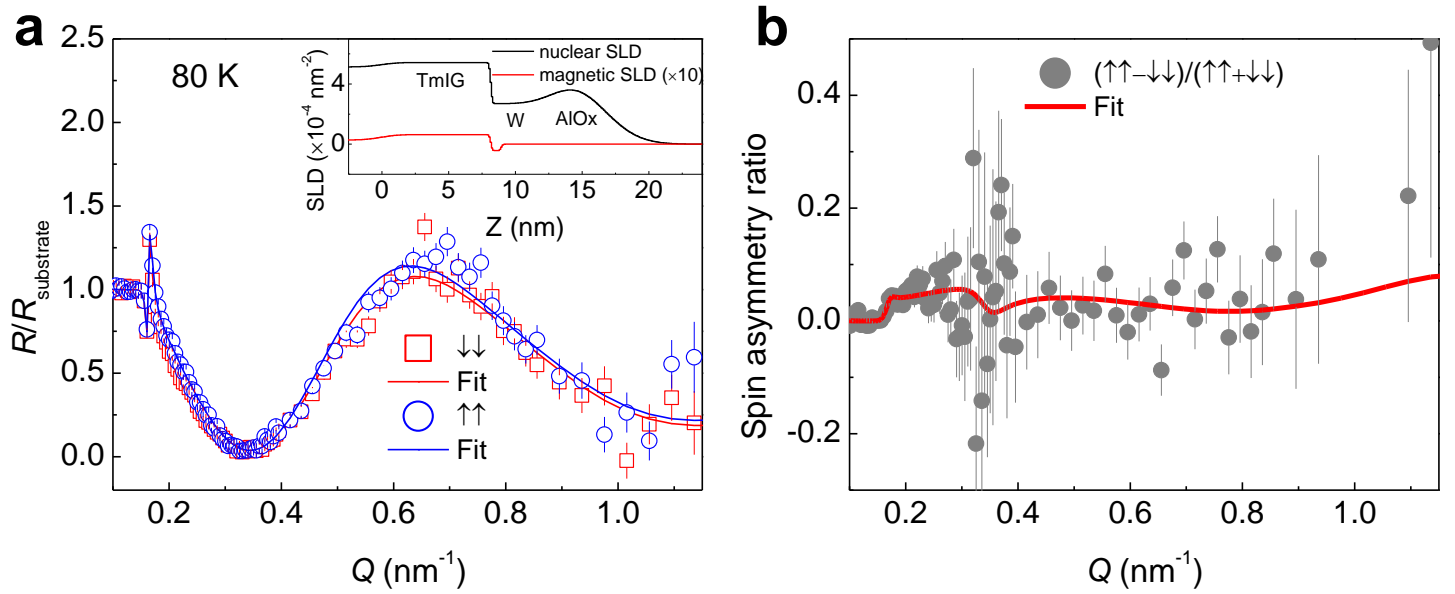 a
80 K
2.5
2.0
1.5
1.0
0.5
0.0
R/R_substrate
0.2
0.4
0.6
0.8
1.0
Q (nm⁻¹)
↓↓
Fit
↑↑
Fit
nuclear SLD
magnetic SLD (×10)
TmIG
W
AlOx
5
0
SLD (×10⁻⁴ nm⁻²)
0
5
10
15
20
Z (nm)
b
(↑↑−↓↓)/(↑↑+↓↓)
Fit
0.4
0.2
0.0
-0.2
Spin asymmetry ratio
0.2
0.4
0.6
0.8
1.0
Q (nm⁻¹)